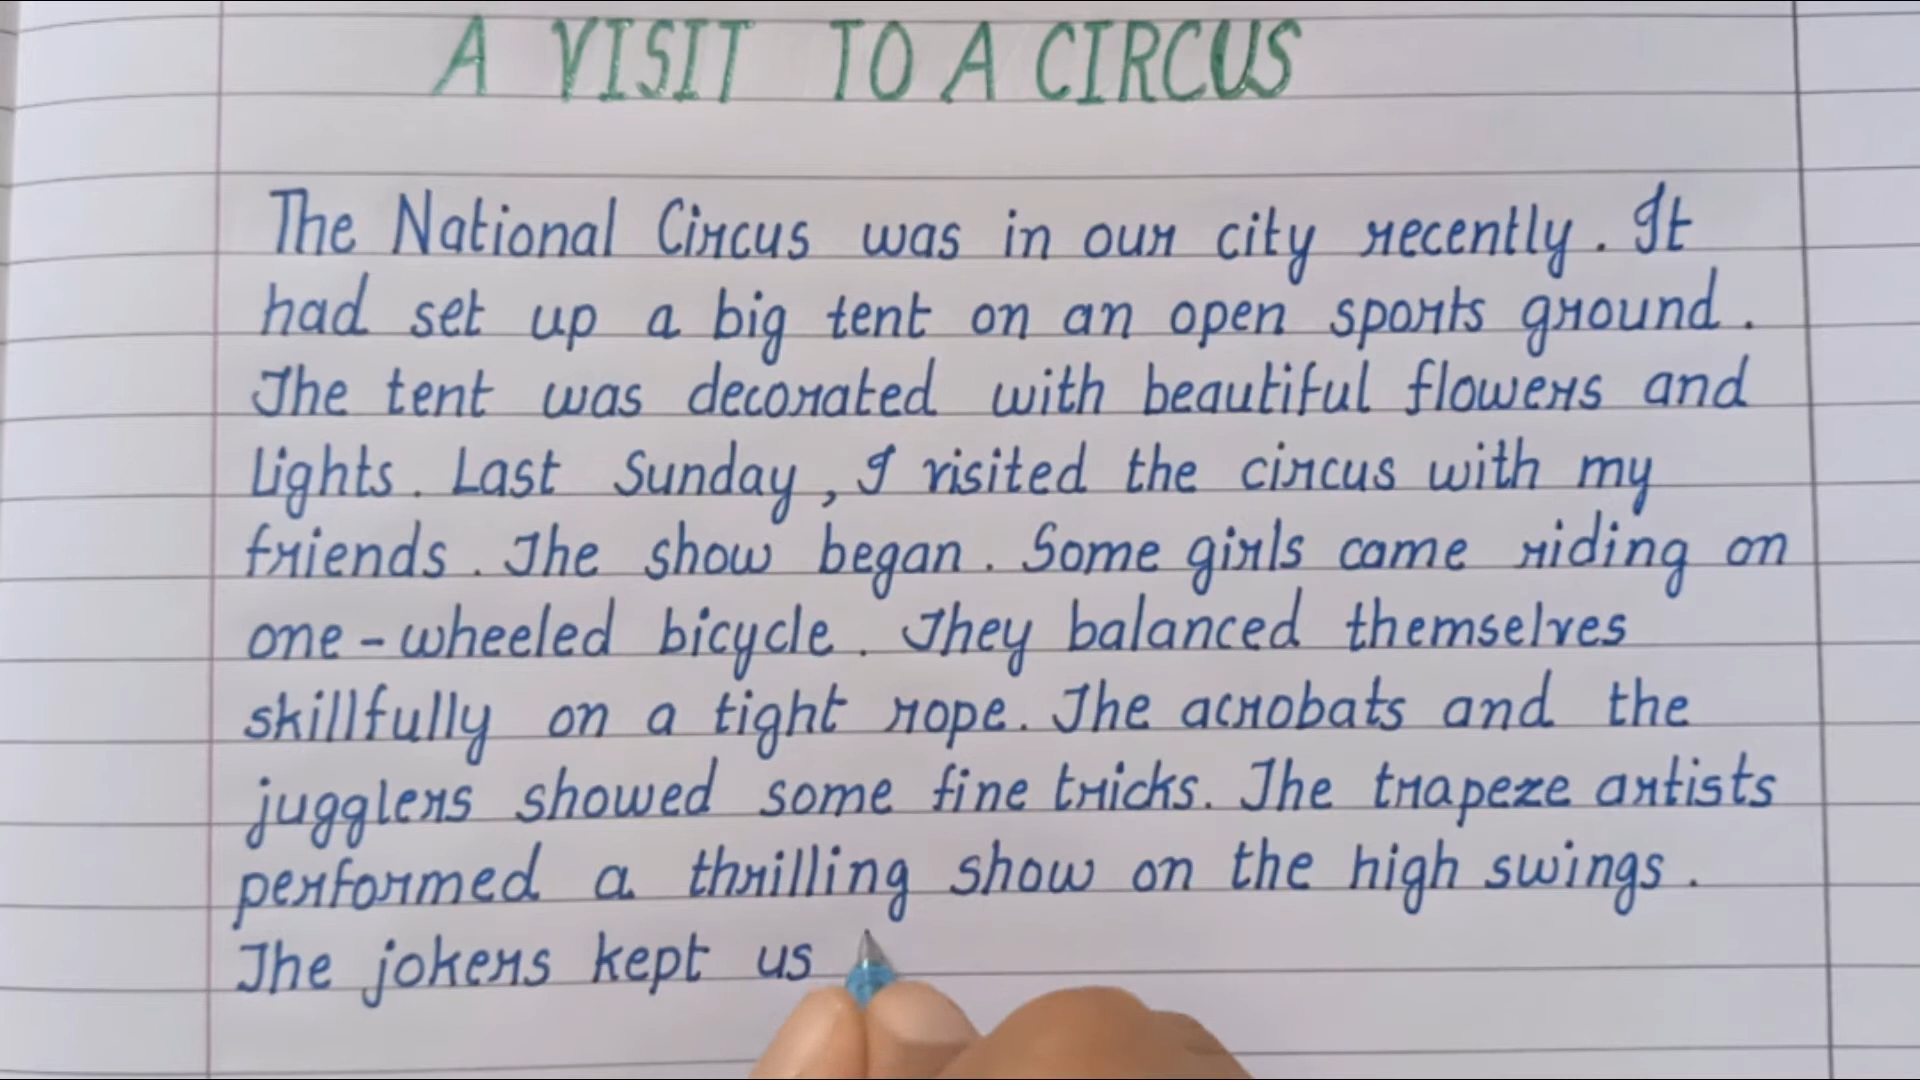 A VISIT TO A CIRCUS
The National Circus was in our city recently. It
had set up a big tent on an open sports ground.
The tent was decorated with beautiful flowers and
Lights. Last Sunday, I visited the circus with my
friends. The show began. Some girls came riding on
one-wheeled bicycle. They balanced themselves
skillfully on a tight rope. The acrobats and the
jugglers showed some fine tricks. The trapeze artists
performed a thrilling show on the high swings.
The jokers kept us